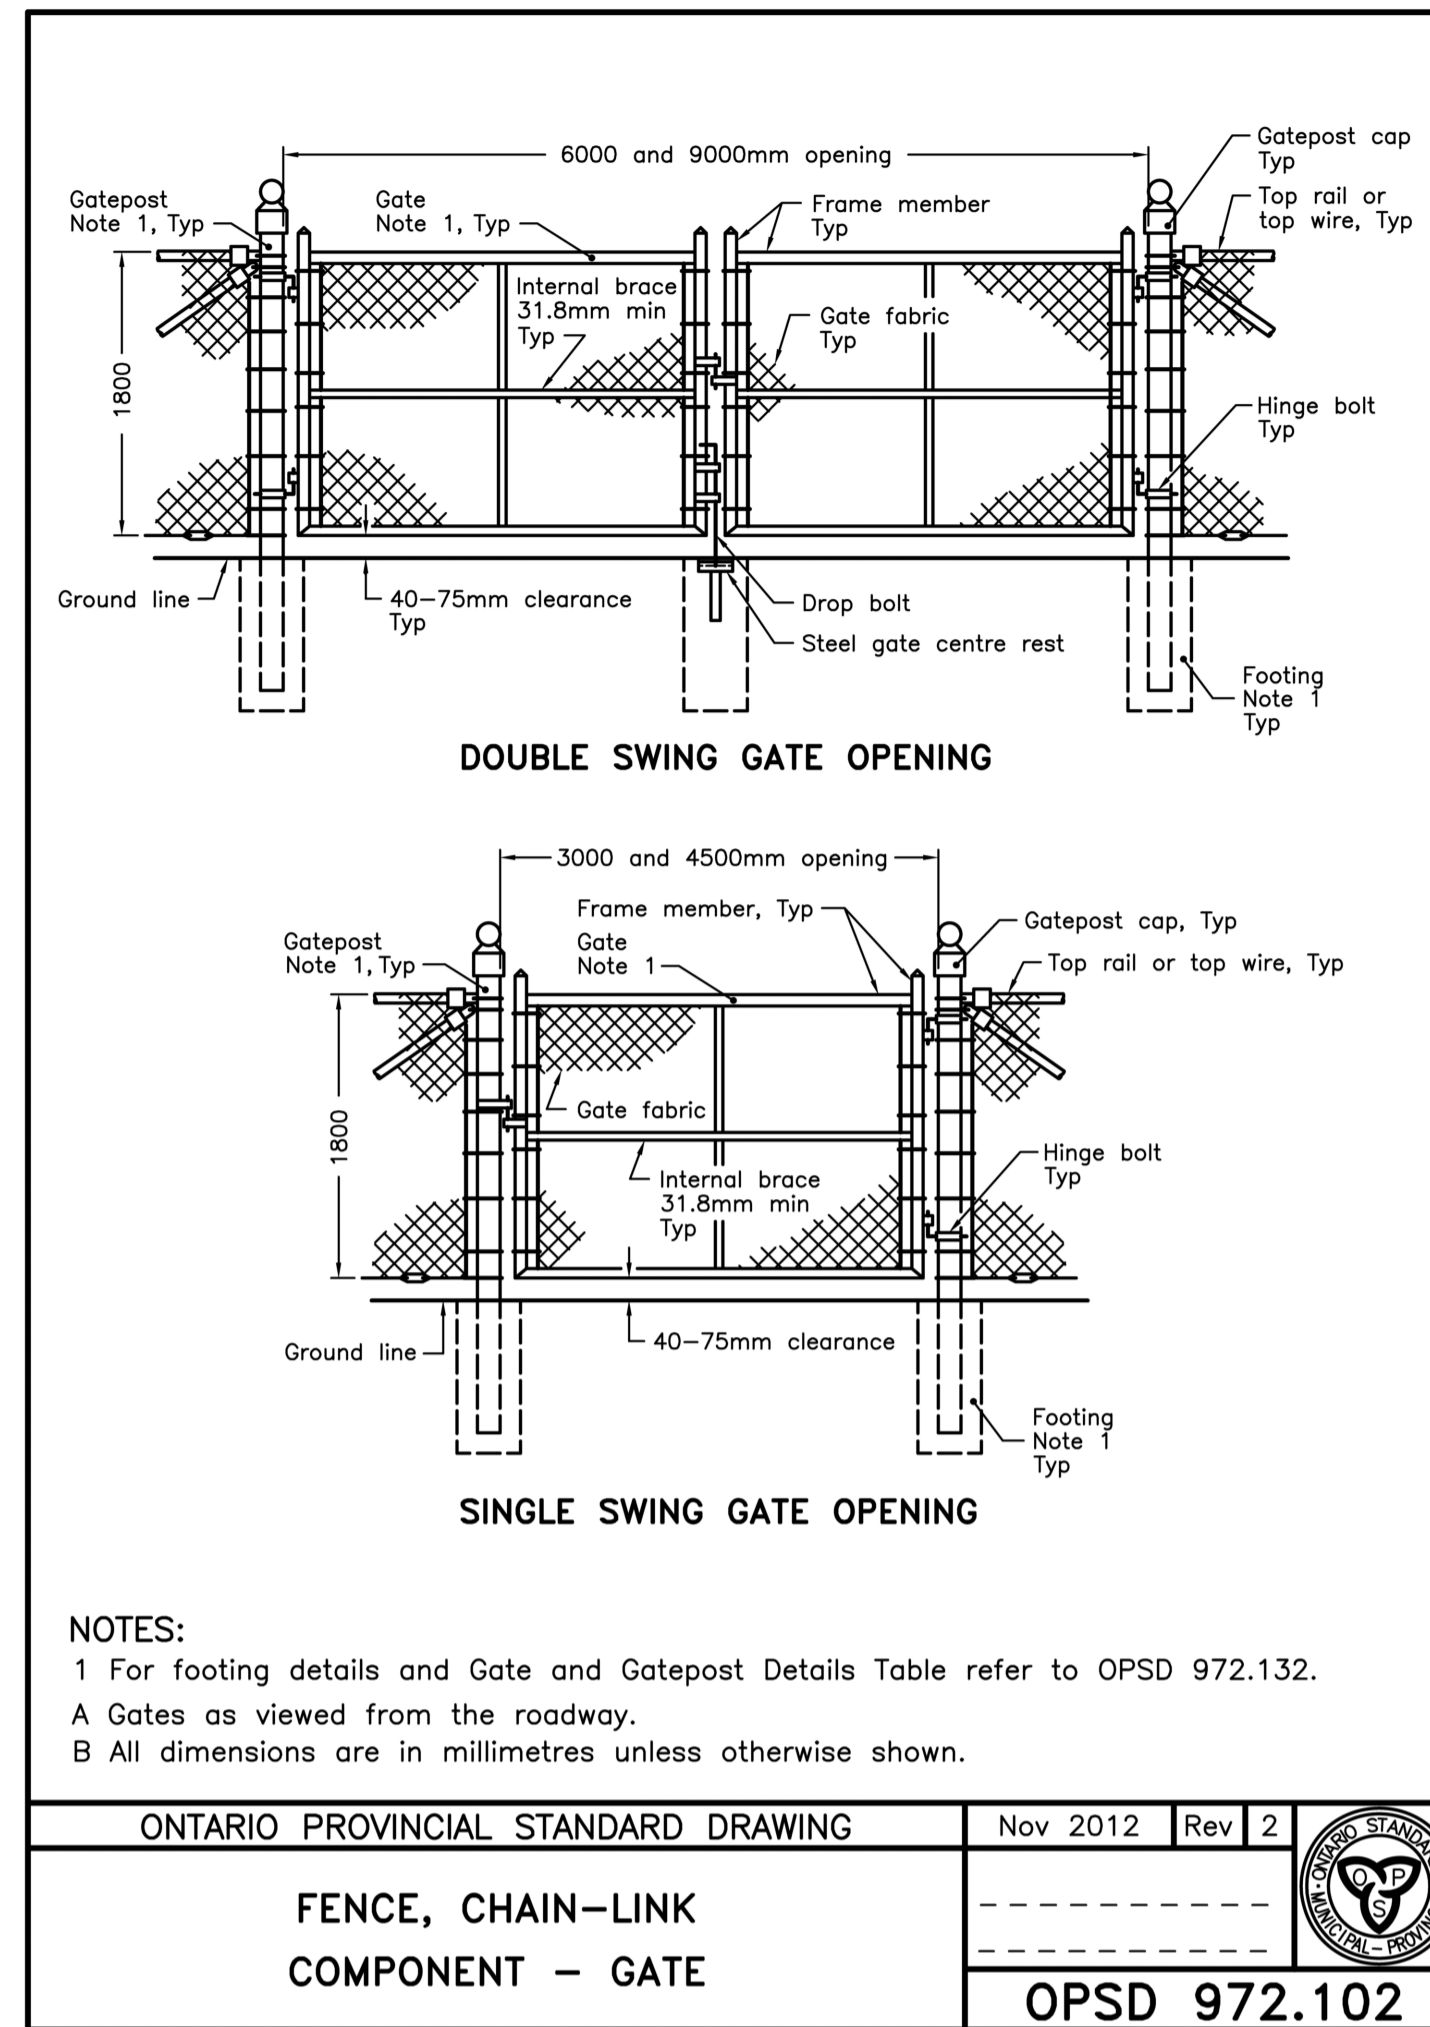 6000 and 9000mm opening
Gatepost cap
Typ
Gatepost
Note 1, Typ
Gate
Note 1, Typ
Frame member
Typ
Top rail or
top wire, Typ
Internal brace
31.8mm min
Typ
Gate fabric
Typ
1800
Hinge bolt
Typ
Ground line
40-75mm clearance
Typ
Drop bolt
Steel gate centre rest
Footing
Note 1
Typ
DOUBLE SWING GATE OPENING
3000 and 4500mm opening
Frame member, Typ
Gatepost cap, Typ
Gatepost
Note 1, Typ
Gate
Note 1
Top rail or top wire, Typ
Gate fabric
1800
Internal brace
31.8mm min
Typ
Hinge bolt
Typ
Ground line
40-75mm clearance
Footing
Note 1
Typ
SINGLE SWING GATE OPENING
NOTES:
1 For footing details and Gate and Gatepost Details Table refer to OPSD 972.132.
A Gates as viewed from the roadway.
B All dimensions are in millimetres unless otherwise shown.
ONTARIO PROVINCIAL STANDARD DRAWING
Nov 2012
Rev
2
FENCE, CHAIN-LINK
COMPONENT - GATE
ONTARIO
MUNICIPAL -
O P
S
OPSD 972.102